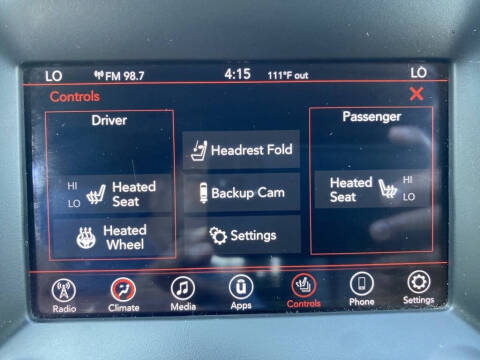 LO FM 98.7 4:15 111°F out LO
Controls X
Driver
Passenger
Headrest Fold
HI
LO
Heated
Seat
Backup Cam
Heated
Seat
HI
LO
Heated
Wheel
Settings
Radio Climate Media Apps Controls Phone Settings